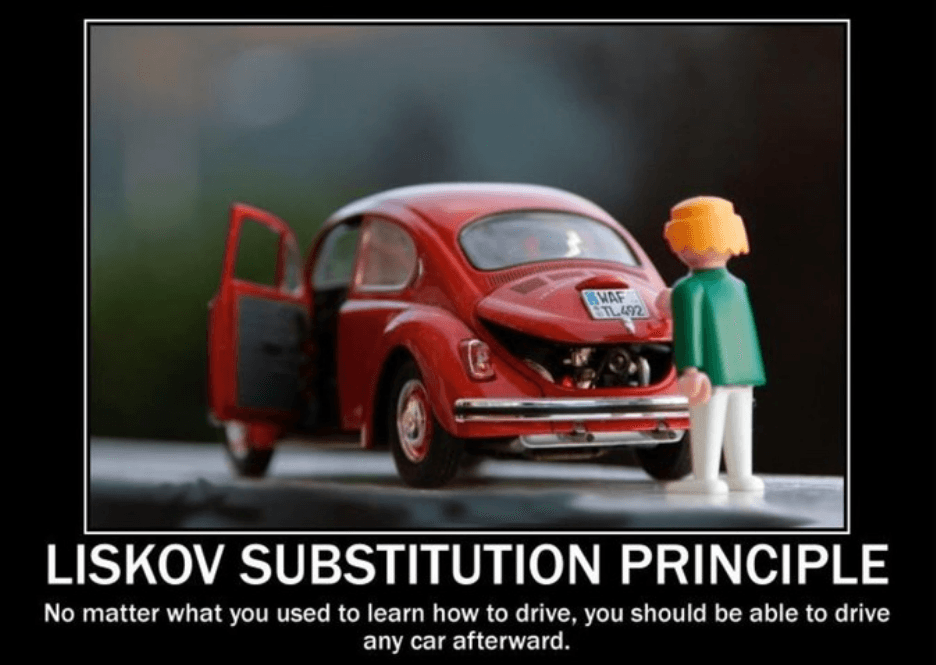 WAF
TL 492
LISKOV SUBSTITUTION PRINCIPLE
No matter what you used to learn how to drive, you should be able to drive
any car afterward.